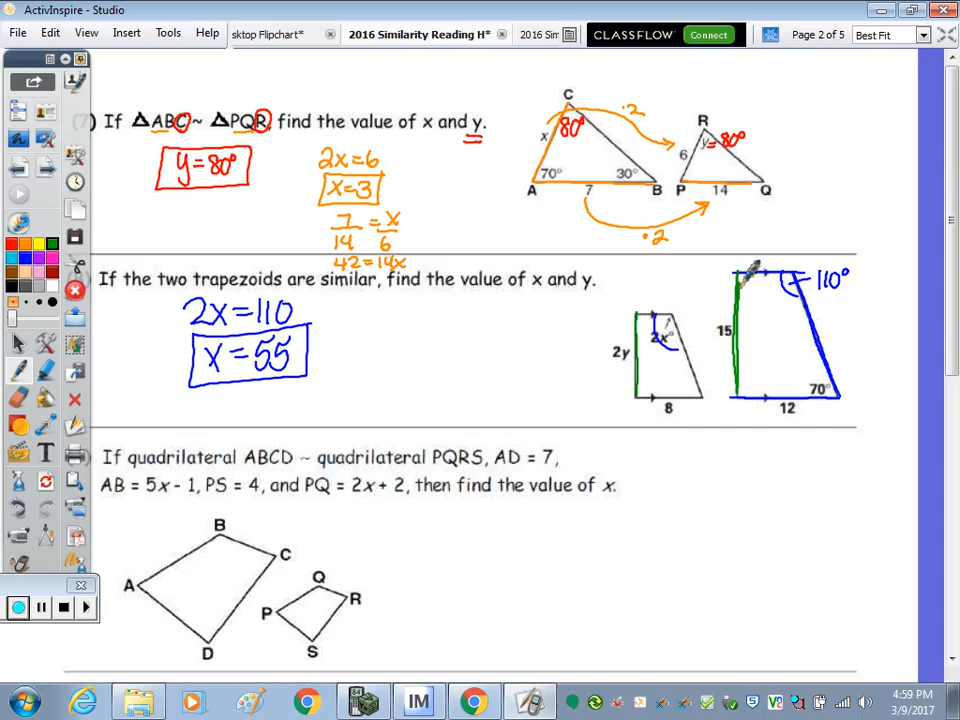 ActivInspire - Studio
File Edit View Insert Tools Help
sktop Flipchart*
2016 Similarity Reading H*
2016 Sim
CLASSFLOW Connect
Page 2 of 5
Best Fit
7) If △ABC ~ △PQR, find the value of x and y.
y = 80°
2x=6
x=3
7/14 = x/6
42=14x
C
80°
x
70°
30°
A
7
B
·2
·2
R
y=80°
6
P
14
Q
If the two trapezoids are similar, find the value of x and y.
2x=110
x=55
2y
2x°
8
15
110°
70°
12
) If quadrilateral ABCD ~ quadrilateral PQRS, AD = 7,
AB = 5x - 1, PS = 4, and PQ = 2x + 2, then find the value of x.
B
C
A
D
Q
R
P
S
IM
4:59 PM
3/9/2017